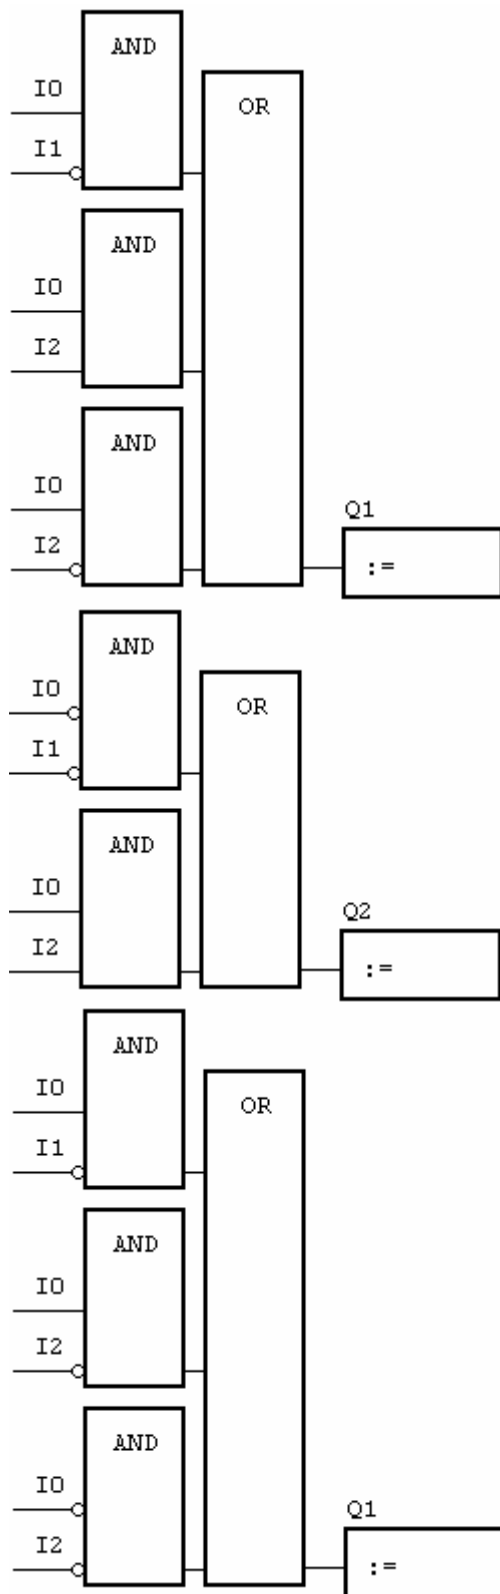 AND
I0
OR
I1
AND
I0
I2
AND
I0
Q1
I2
:=
AND
I0
OR
I1
AND
I0
Q2
I2
:=
AND
I0
OR
I1
AND
I0
I2
AND
I0
Q1
I2
:=